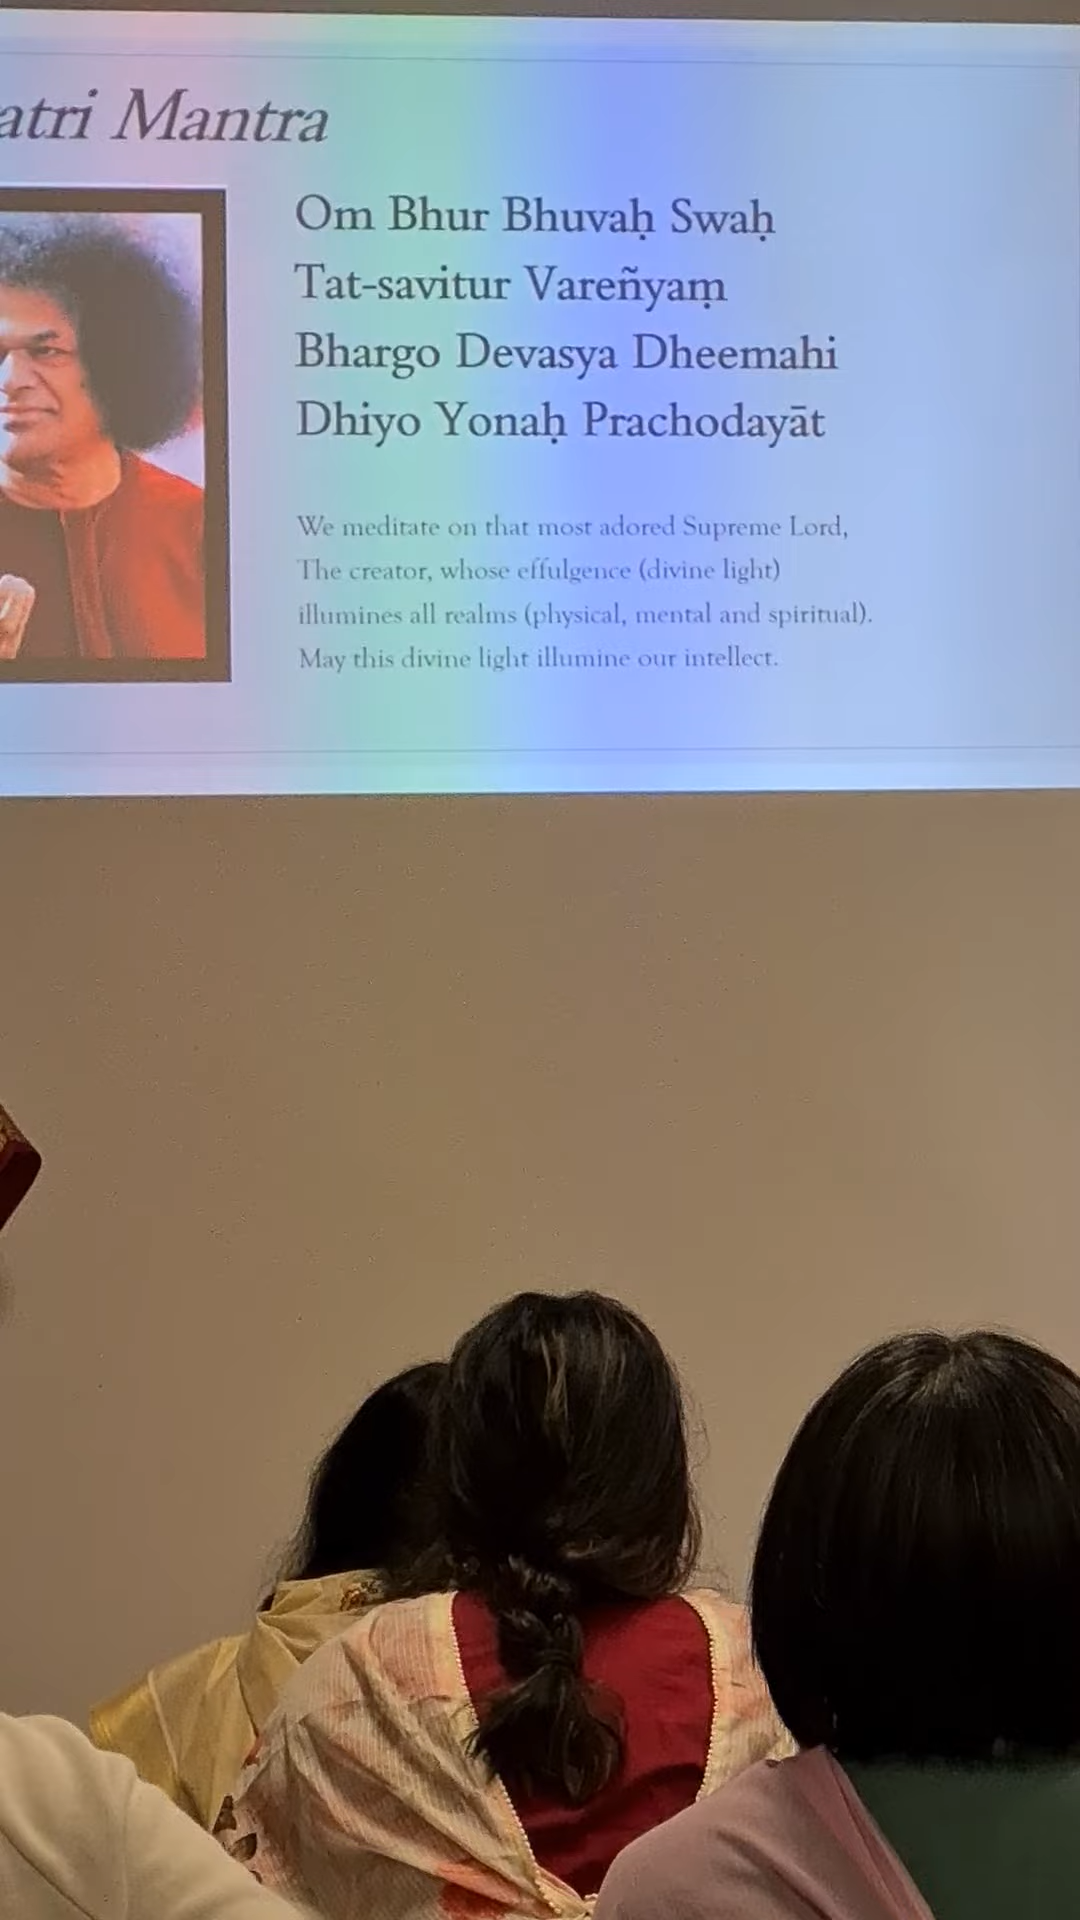 atri Mantra
Om Bhur Bhuvaḥ Swaḥ
Tat-savitur Vareñyaṃ
Bhargo Devasya Dheemahi
Dhiyo Yonaḥ Prachodayāt
We meditate on that most adored Supreme Lord,
The creator, whose effulgence (divine light)
illumines all realms (physical, mental and spiritual).
May this divine light illumine our intellect.